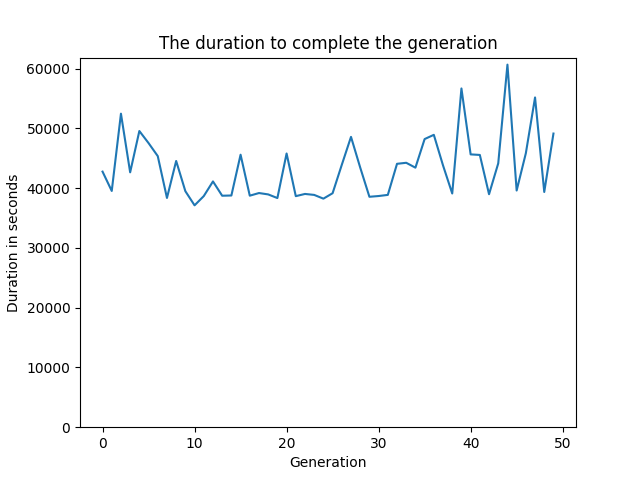 The duration to complete the generation
60000
50000
40000
30000
20000
10000
0
Duration in seconds
0 10 20 30 40 50
Generation